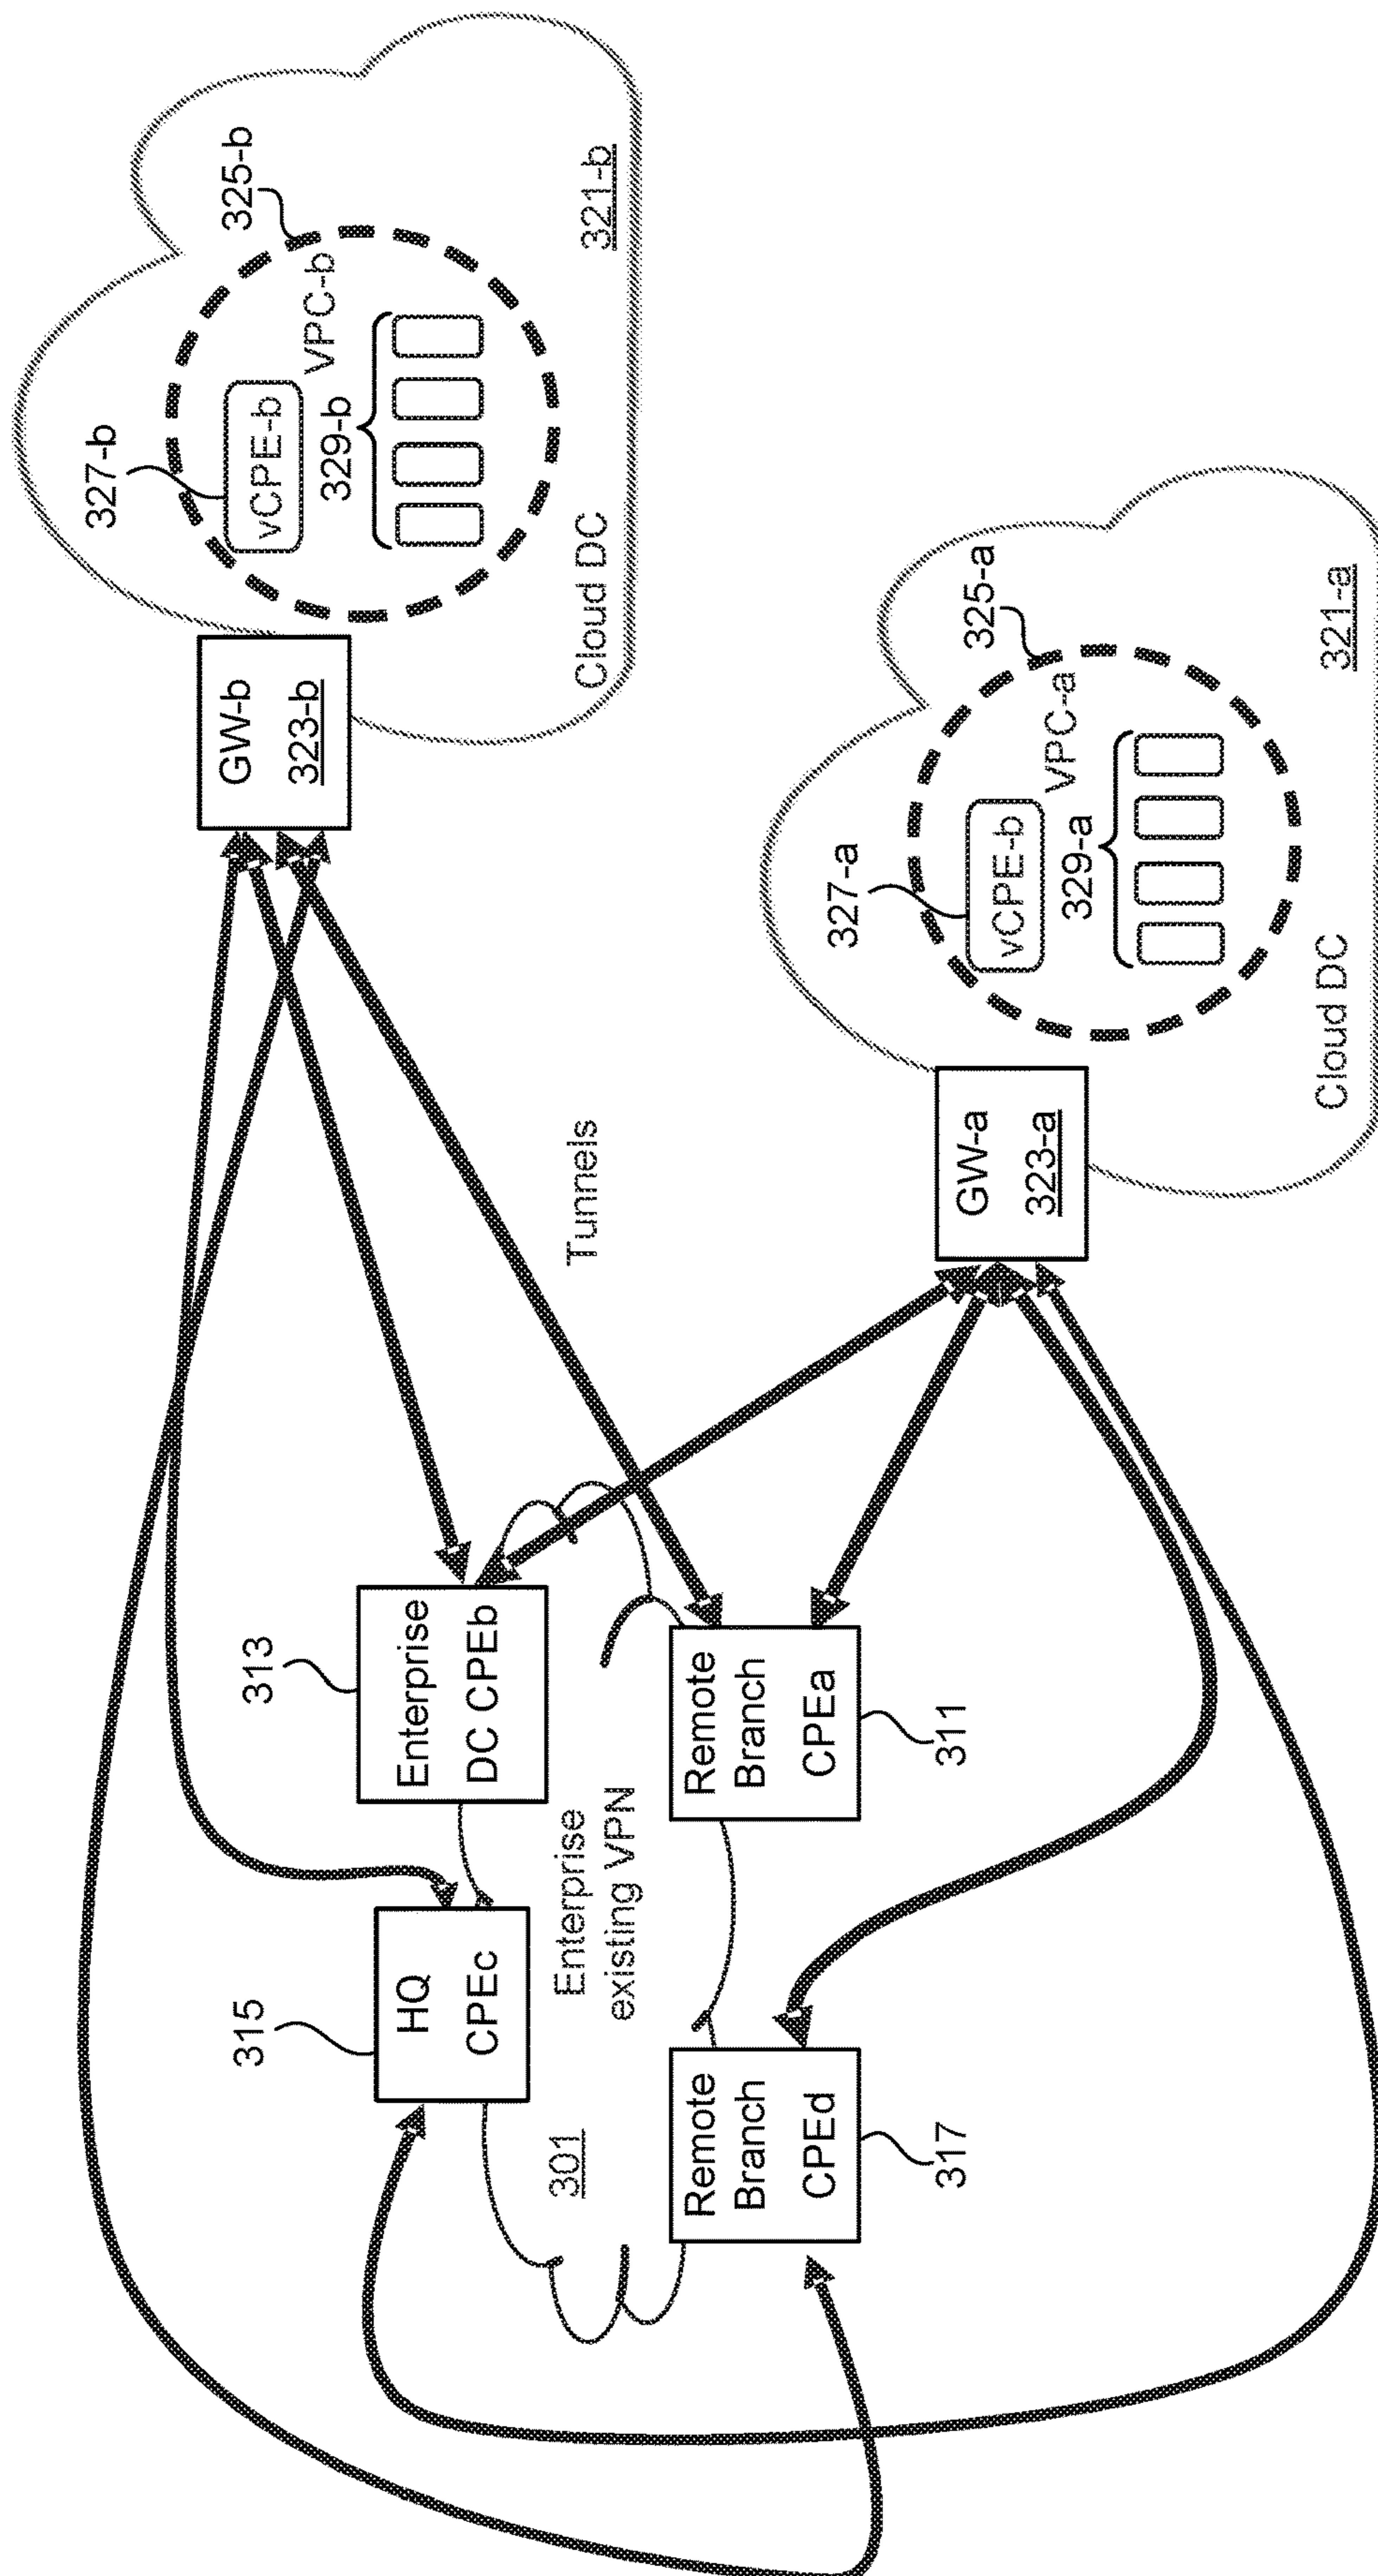 327-b
325-b
GW-b
323-b
vCPE-b
VPC-b
329-b
Cloud DC
321-b
313
315
Enterprise
DC CPEb
HQ
CPEc
Tunnels
Enterprise
existing VPN
301
327-a
325-a
GW-a
323-a
vCPE-b
VPC-a
329-a
Cloud DC
321-a
Remote
Branch
CPEa
311
Remote
Branch
CPEd
317